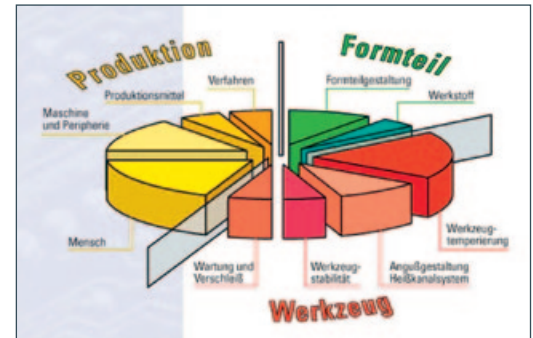 Produktion
Formteil
Verfahren
Produktionsmittel
Maschine
und Peripherie
Mensch
Formteilgestaltung
Werkstoff
Werkzeug-
temperierung
Angußgestaltung
Heißkanalsystem
Werkzeug-
stabilität
Wartung und
Verschleiß
Werkzeug